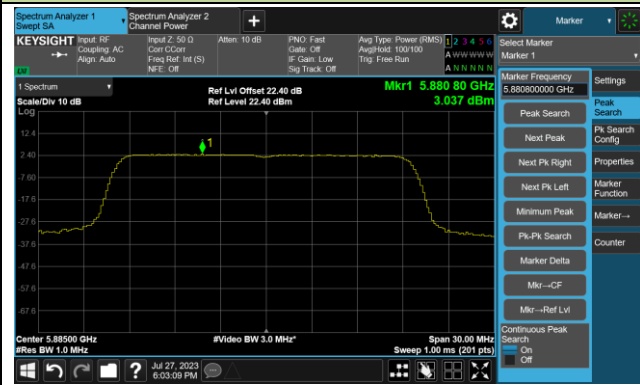 Spectrum Analyzer 1
Swept SA
Spectrum Analyzer 2
Channel Power
Marker
KEYSIGHT
Input: RF
Coupling: AC
Align: Auto
Input Z: 50 Ω
Corr CCorr
Freq Ref: Int (S)
NFE: Off
Atten: 10 dB
PNO: Fast
Gate: Off
IF Gain: Low
Sig Track: Off
Avg Type: Power (RMS)
Avg|Hold: 100/100
Trig: Free Run
1 2 3 4 5 6
A W W W W W
A N N N N N
LXI
Select Marker
Marker 1
1 Spectrum
Scale/Div 10 dB
Log
Ref Lvl Offset 22.40 dB
Ref Level 22.40 dBm
Mkr1 5.880 80 GHz
3.037 dBm
12.4
2.40
-7.60
-17.6
-27.6
-37.6
-47.6
-57.6
-67.6
1
Center 5.88500 GHz
#Res BW 1.0 MHz
#Video BW 3.0 MHz*
Span 30.00 MHz
Sweep 1.00 ms (201 pts)
Marker Frequency
5.880800000 GHz
Peak Search
Next Peak
Next Pk Right
Next Pk Left
Minimum Peak
Pk-Pk Search
Marker Delta
Mkr→CF
Mkr→Ref Lvl
Continuous Peak
Search
On
Off
Settings
Peak
Search
Pk Search
Config
Properties
Marker
Function
Marker→
Counter
?
Jul 27, 2023
6:03:09 PM